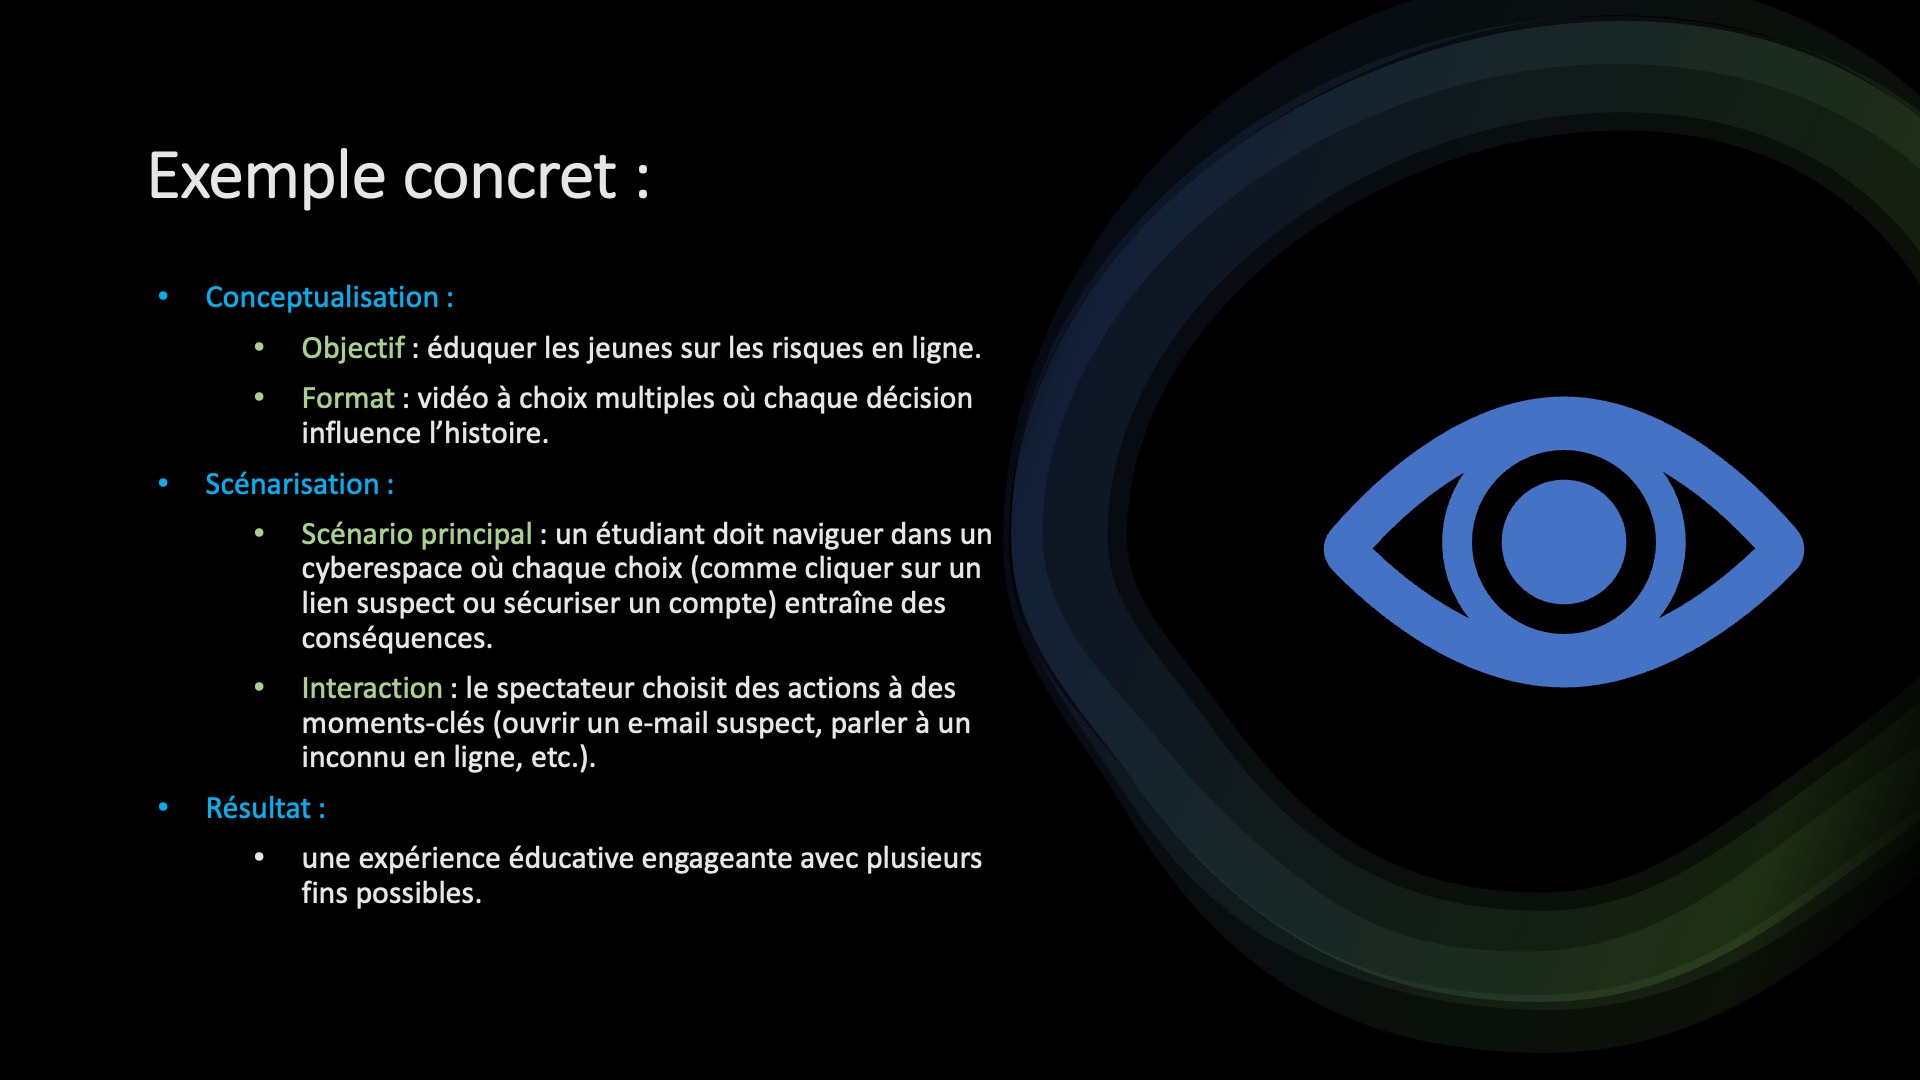 Exemple concret :
• Conceptualisation :
• Objectif : éduquer les jeunes sur les risques en ligne.
• Format : vidéo à choix multiples où chaque décision
influence l’histoire.
• Scénarisation :
• Scénario principal : un étudiant doit naviguer dans un
cyberespace où chaque choix (comme cliquer sur un
lien suspect ou sécuriser un compte) entraîne des
conséquences.
• Interaction : le spectateur choisit des actions à des
moments-clés (ouvrir un e-mail suspect, parler à un
inconnu en ligne, etc.).
• Résultat :
• une expérience éducative engageante avec plusieurs
fins possibles.